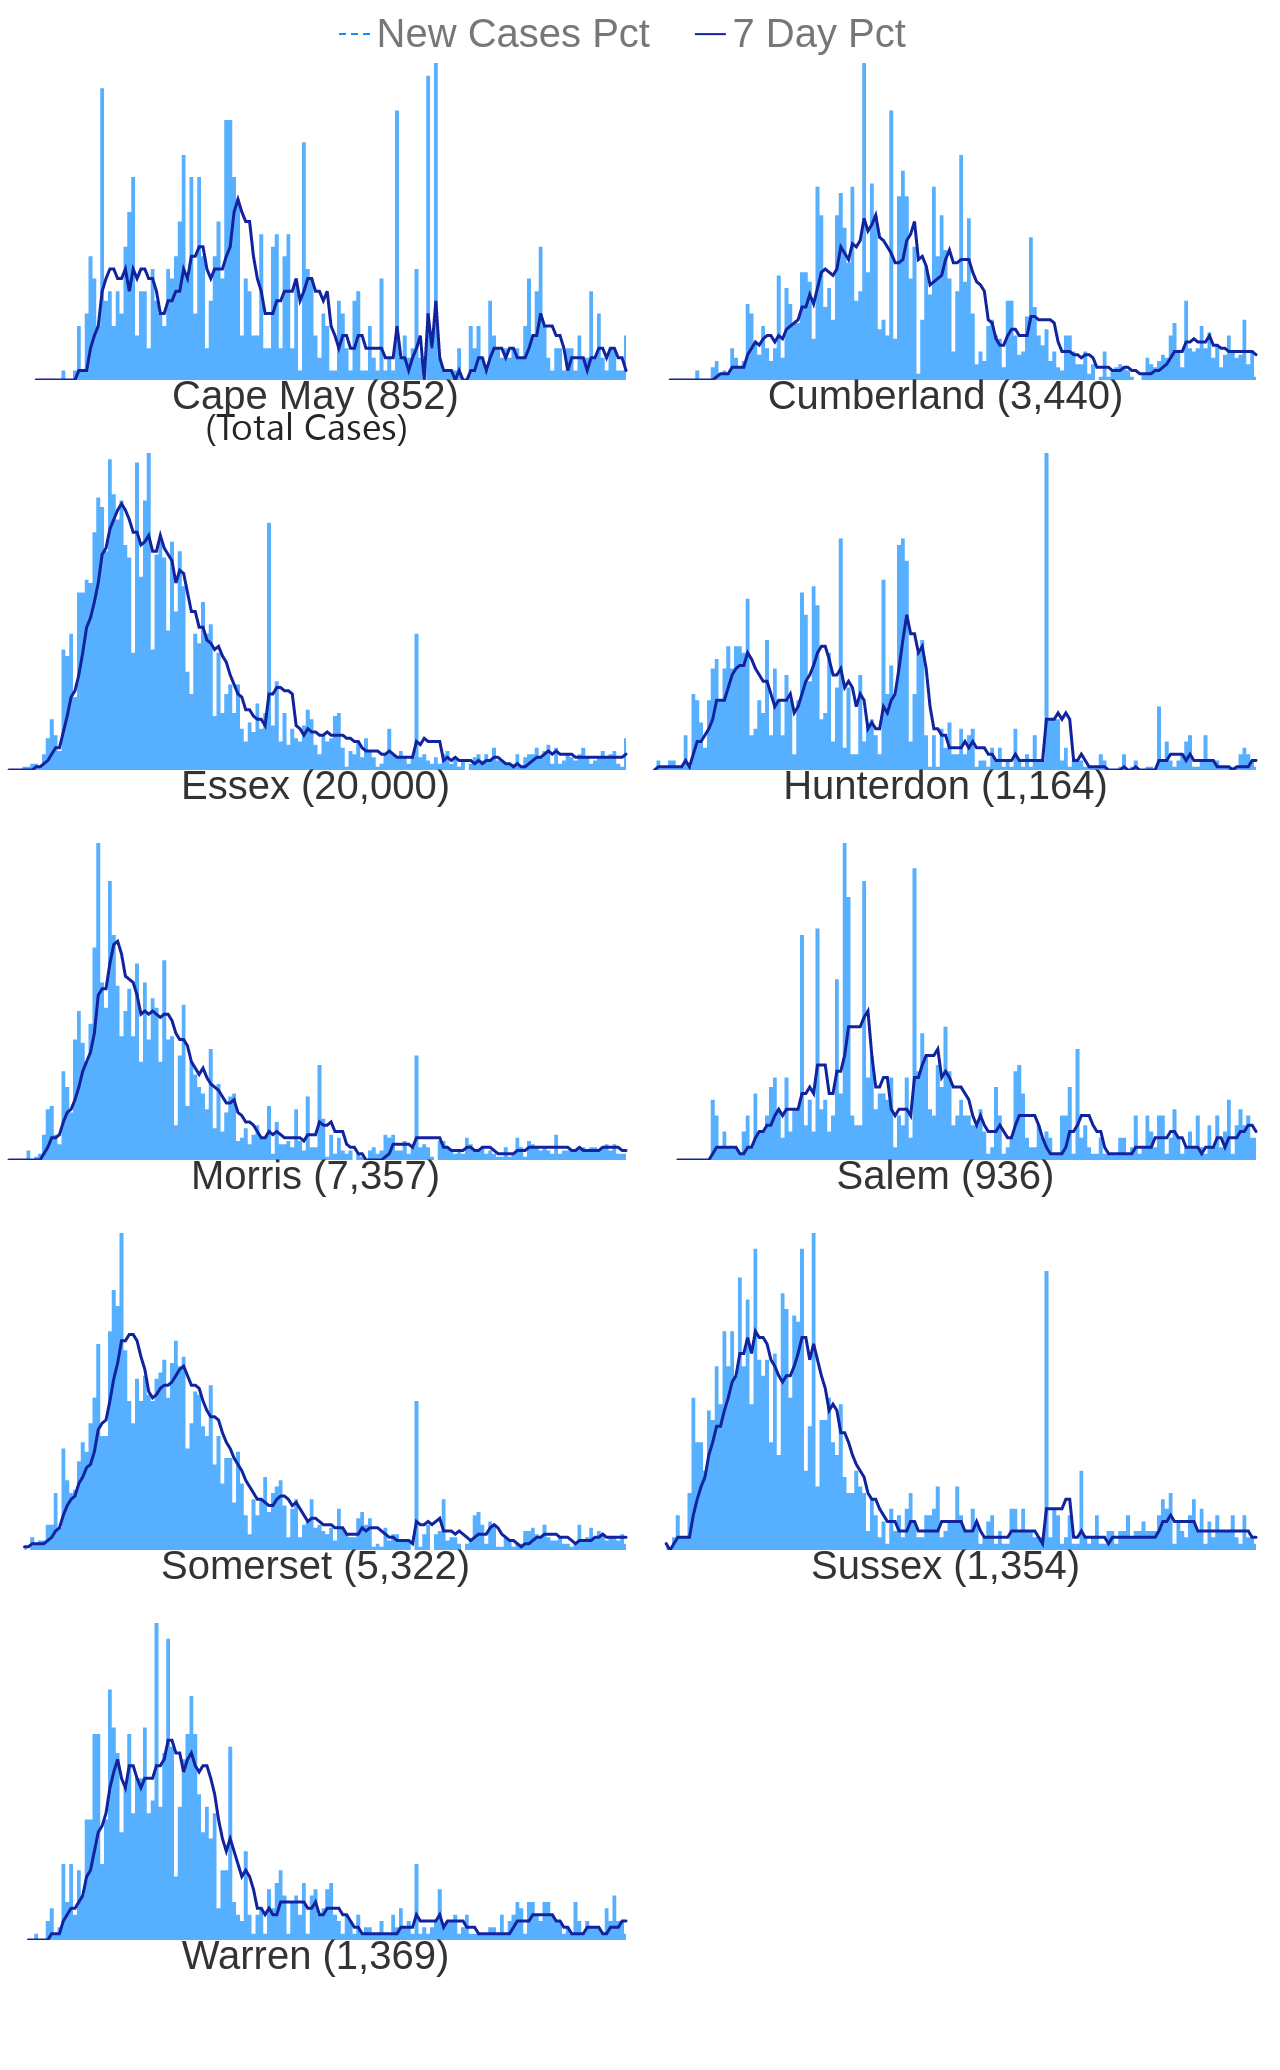 New Cases Pct 7 Day Pct
Cape May (852) Cumberland (3,440)
(Total Cases)
Essex (20,000) Hunterdon (1,164)
Morris (7,357) Salem (936)
Somerset (5,322) Sussex (1,354)
Warren (1,369)